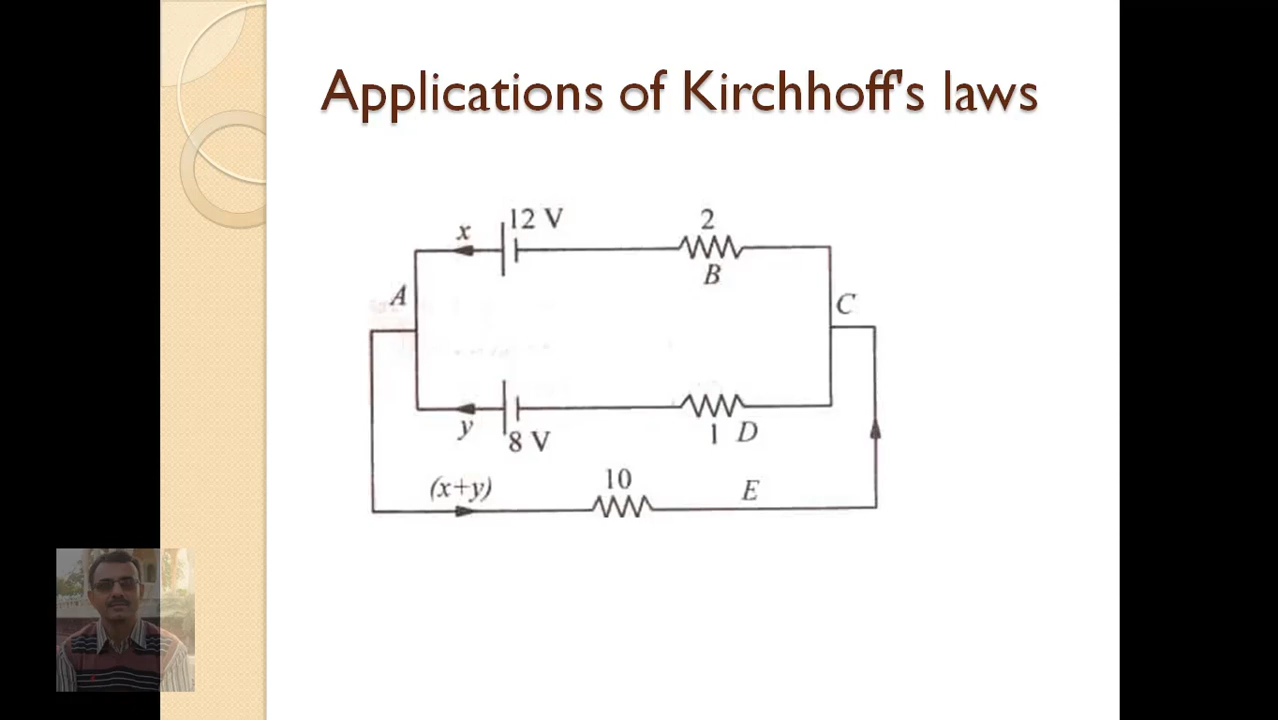 Applications of Kirchhoff's laws
12 V
2
x
B
A
C
y
8 V
1 D
(x+y)
10
E